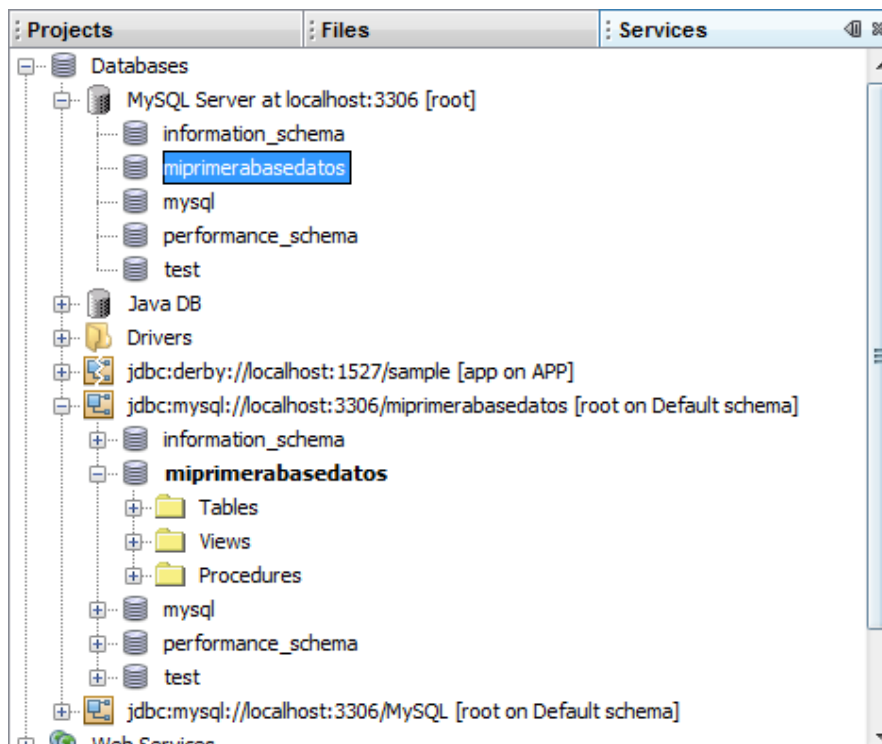 Projects Files Services
Databases
MySQL Server at localhost:3306 [root]
information_schema
miprimerabasedatos
mysql
performance_schema
test
Java DB
Drivers
jdbc:derby://localhost:1527/sample [app on APP]
jdbc:mysql://localhost:3306/miprimerabasedatos [root on Default schema]
information_schema
miprimerabasedatos
Tables
Views
Procedures
mysql
performance_schema
test
jdbc:mysql://localhost:3306/MySQL [root on Default schema]
Web Services